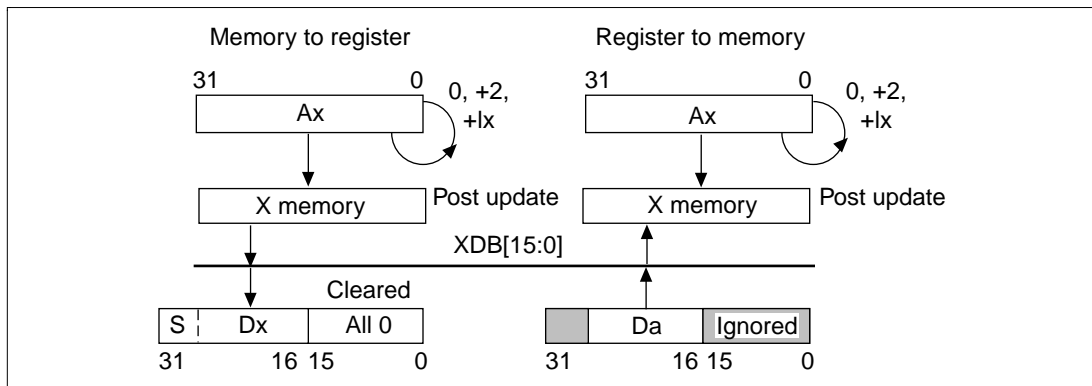 Memory to register
Register to memory
31 0
0, +2,
+Ix
Ax
31 0
0, +2,
+Ix
Ax
X memory
Post update
X memory
Post update
XDB[15:0]
Cleared
S Dx All 0
31 16 15 0
Da Ignored
31 16 15 0